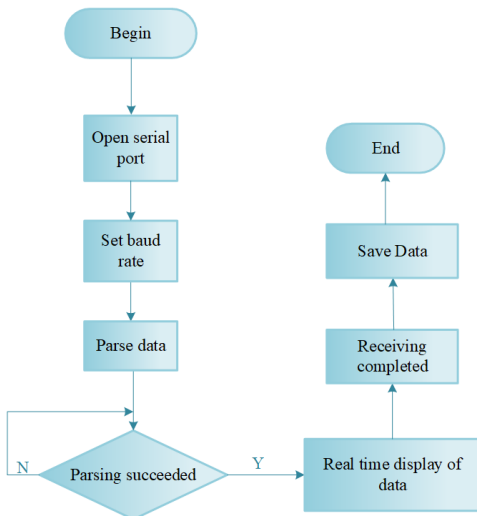 Begin
Open serial
port
Set baud
rate
Parse data
N
Parsing succeeded
Y
Real time display of
data
Receiving
completed
Save Data
End